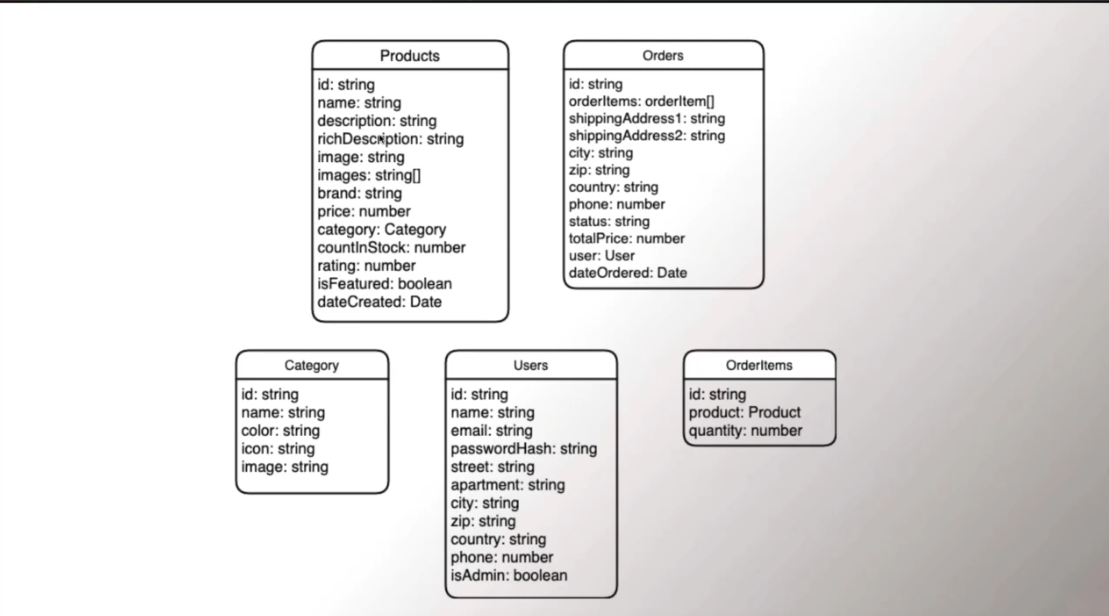 Products
id: string
name: string
description: string
richDescription: string
image: string
images: string[]
brand: string
price: number
category: Category
countInStock: number
rating: number
isFeatured: boolean
dateCreated: Date
Orders
id: string
orderItems: orderItem[]
shippingAddress1: string
shippingAddress2: string
city: string
zip: string
country: string
phone: number
status: string
totalPrice: number
user: User
dateOrdered: Date
Category
id: string
name: string
color: string
icon: string
image: string
Users
id: string
name: string
email: string
passwordHash: string
street: string
apartment: string
city: string
zip: string
country: string
phone: number
isAdmin: boolean
OrderItems
id: string
product: Product
quantity: number